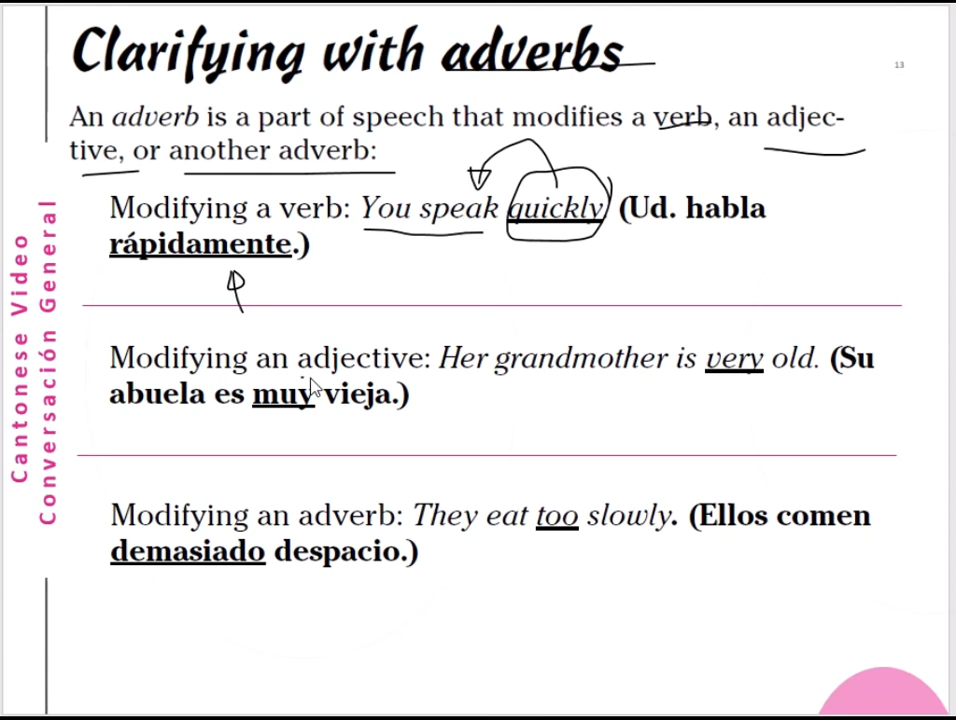 Clarifying with adverbs
13
An adverb is a part of speech that modifies a verb, an adjec-
tive, or another adverb:
Modifying a verb: You speak quickly (Ud. habla
rápidamente.)
Modifying an adjective: Her grandmother is very old. (Su
abuela es muy vieja.)
Modifying an adverb: They eat too slowly. (Ellos comen
demasiado despacio.)
Cantonese Video
Conversación General